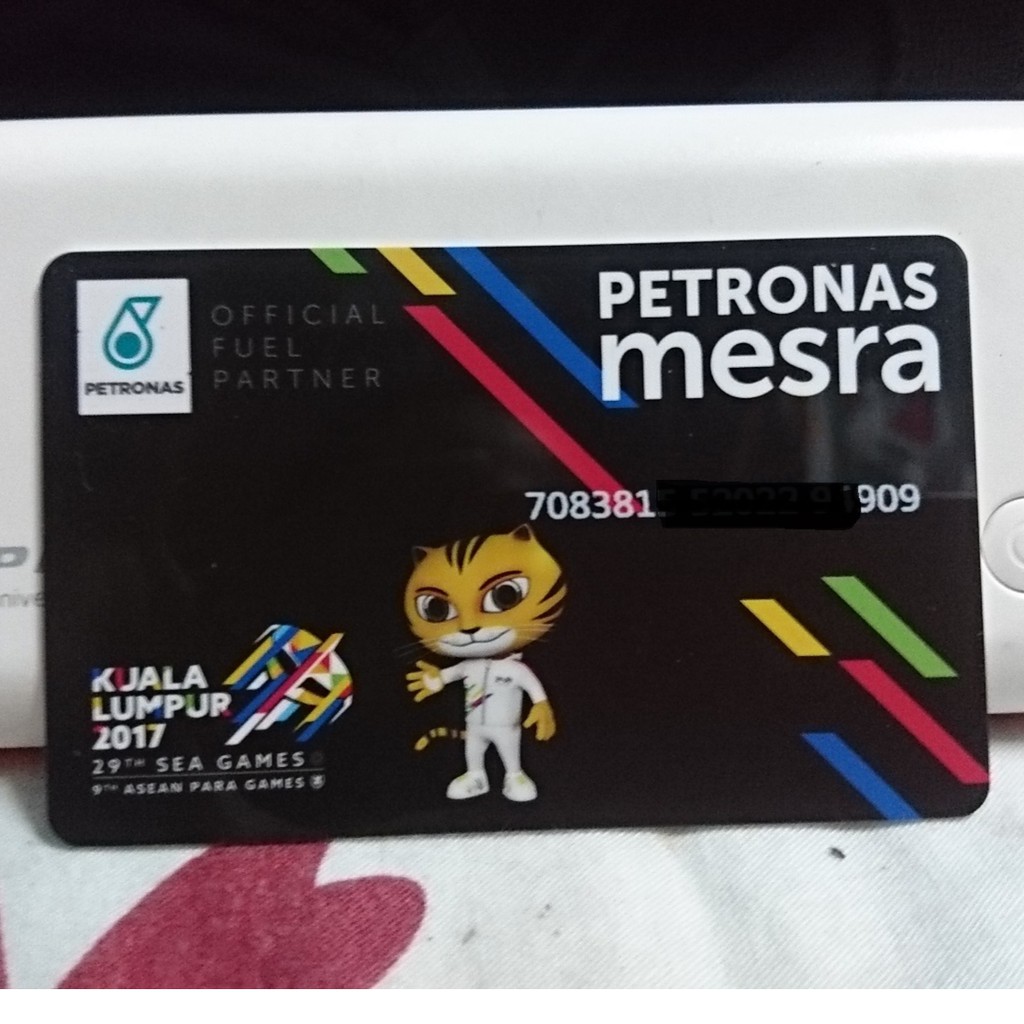 PETRONAS
OFFICIAL
FUEL
PARTNER
PETRONAS
mesra
708381 909
KUALA
LUMPUR
2017
29TH SEA GAMES
9TH ASEAN PARA GAMES